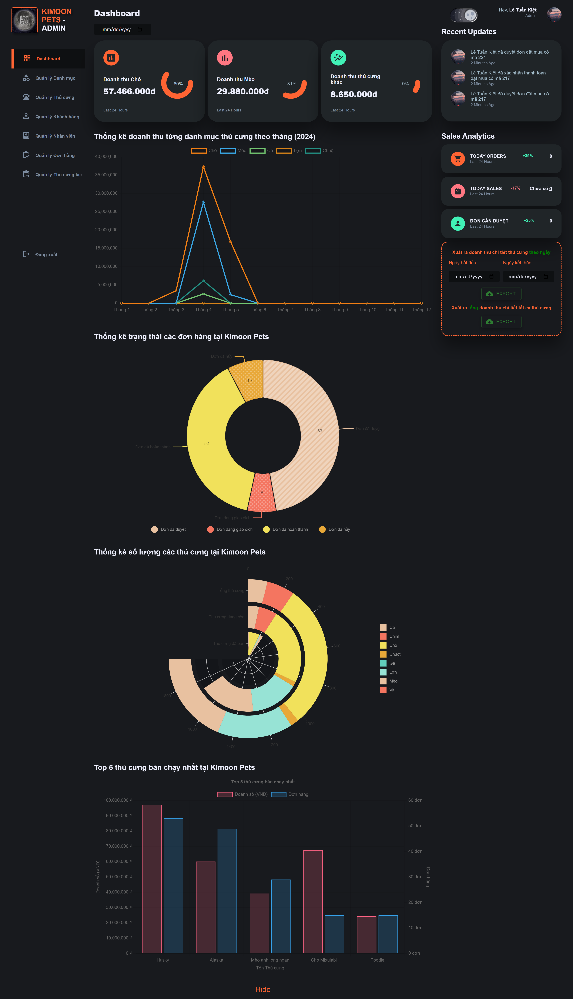 KIMOON
PETS -
ADMIN
Dashboard
Quản lý Danh mục
Quản lý Thú cưng
Quản lý Khách hàng
Quản lý Nhân viên
Quản lý Đơn hàng
Quản lý Thú cưng lạc
Đăng xuất
Dashboard
mm/dd/yyyy
Doanh thu Chó
57.466.000₫
60%
Last 24 Hours
Doanh thu Mèo
29.880.000₫
31%
Last 24 Hours
Doanh thu thú cưng
khác
8.650.000₫
9%
Last 24 Hours
Thống kê doanh thu từng danh mục thú cưng theo tháng (2024)
Chó Mèo Cá Lợn Chuột
40,000,000
35,000,000
30,000,000
25,000,000
20,000,000
15,000,000
10,000,000
5,000,000
0
Tháng 1 Tháng 2 Tháng 3 Tháng 4 Tháng 5 Tháng 6 Tháng 7 Tháng 8 Tháng 9 Tháng 10 Tháng 11 Tháng 12
Thống kê trạng thái các đơn hàng tại Kimoon Pets
Đơn đã hủy
10
63
Đơn đã duyệt
52
Đơn đã hoàn thành
8
Đơn đang giao dịch
Đơn đã duyệt Đơn đang giao dịch Đơn đã hoàn thành Đơn đã hủy
Thống kê số lượng các thú cưng tại Kimoon Pets
0
200
400
600
800
1000
1200
1400
1600
1800
Tổng thú cưng
Thú cưng đang còn
Thú cưng đã bán
Cá
Chim
Chó
Chuột
Gà
Lợn
Mèo
Vịt
Top 5 thú cưng bán chạy nhất tại Kimoon Pets
Top 5 thú cưng bán chạy nhất
Doanh số (VND) Đơn hàng
100.000.000 ₫
90.000.000 ₫
80.000.000 ₫
70.000.000 ₫
60.000.000 ₫
50.000.000 ₫
40.000.000 ₫
30.000.000 ₫
20.000.000 ₫
10.000.000 ₫
0 ₫
Doanh số (VND)
60 đơn
50 đơn
40 đơn
30 đơn
20 đơn
10 đơn
0 đơn
Đơn hàng
Husky Alaska Mèo anh lông ngắn Chó Mixulabi Poodle
Tên Thú cưng
Hide
Hey, Lê Tuấn Kiệt
Admin
Recent Updates
Lê Tuấn Kiệt đã duyệt đơn đặt mua có
mã 221
2 Minutes Ago
Lê Tuấn Kiệt đã xác nhận thanh toán
đặt mua có mã 217
2 Minutes Ago
Lê Tuấn Kiệt đã duyệt đơn đặt mua có
mã 217
2 Minutes Ago
Sales Analytics
TODAY ORDERS +39% 0
Last 24 Hours
TODAY SALES -17% Chưa có ₫
Last 24 Hours
ĐƠN CẦN DUYỆT +25% 0
Last 24 Hours
Xuất ra doanh thu chi tiết thú cưng theo ngày
Ngày bắt đầu: Ngày kết thúc:
mm/dd/yyyy mm/dd/yyyy
EXPORT
Xuất ra tổng doanh thu chi tiết tất cả thú cưng
EXPORT